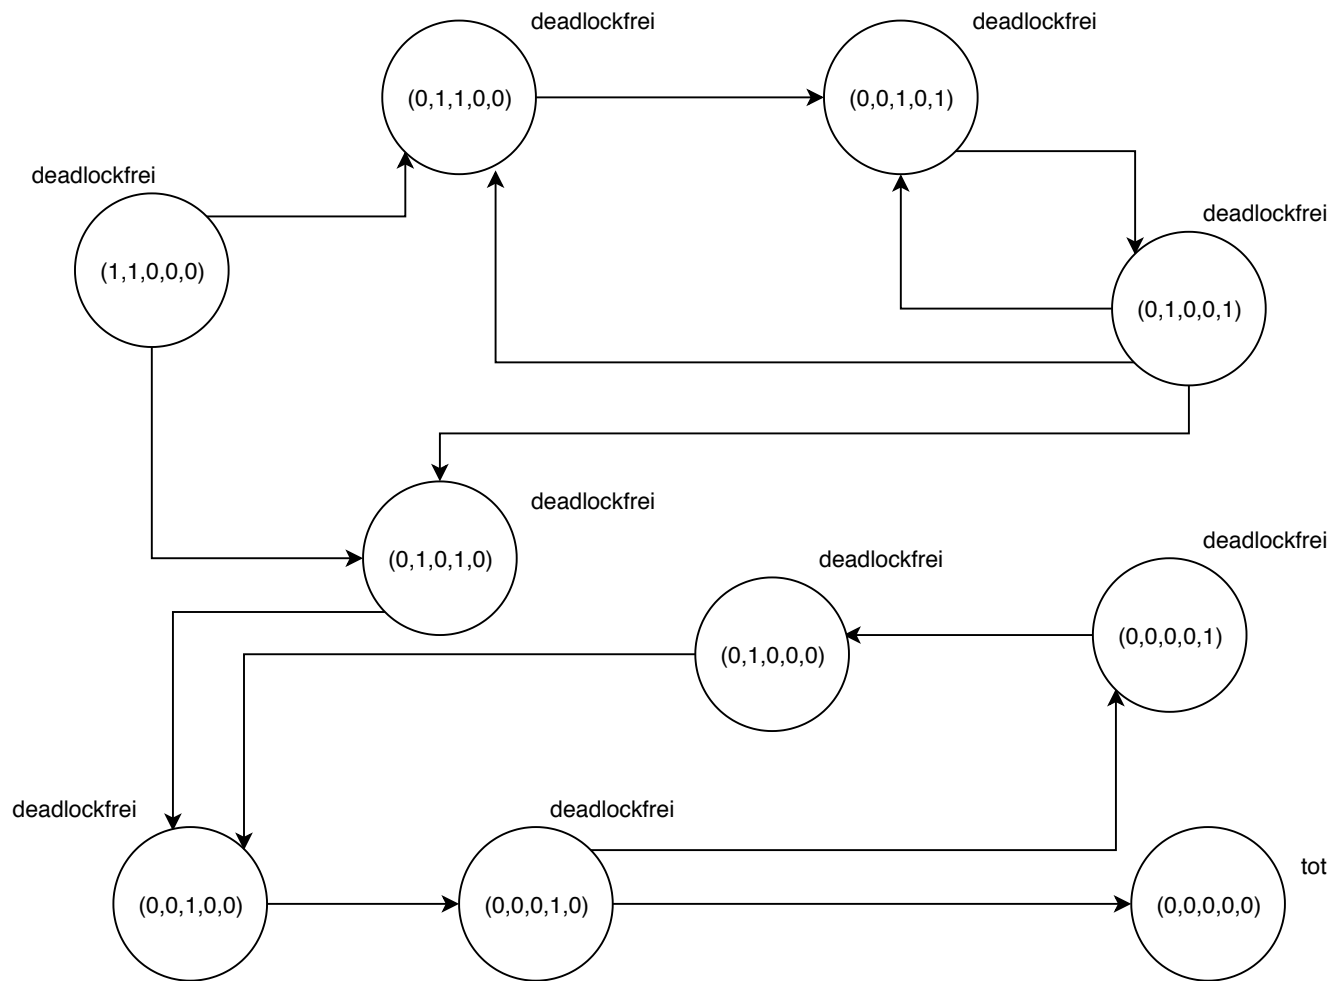 deadlockfrei
deadlockfrei
(0,1,1,0,0)
(0,0,1,0,1)
deadlockfrei
deadlockfrei
(1,1,0,0,0)
(0,1,0,0,1)
deadlockfrei
deadlockfrei
(0,1,0,1,0)
deadlockfrei
(0,0,0,0,1)
(0,1,0,0,0)
deadlockfrei
deadlockfrei
tot
(0,0,1,0,0)
(0,0,0,1,0)
(0,0,0,0,0)